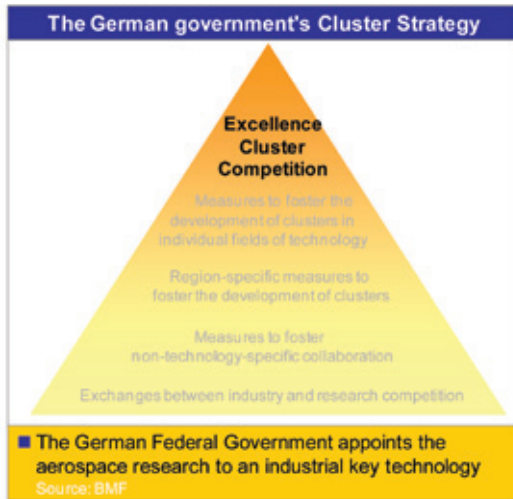 The German government's Cluster Strategy
Excellence
Cluster
Competition
Measures to foster the
development of clusters in
individual fields of technology
Region-specific measures to
foster the development of clusters
Measures to foster
non-technology-specific collaboration
Exchanges between industry and research competition
■ The German Federal Government appoints the
aerospace research to an industrial key technology
Source: BMF